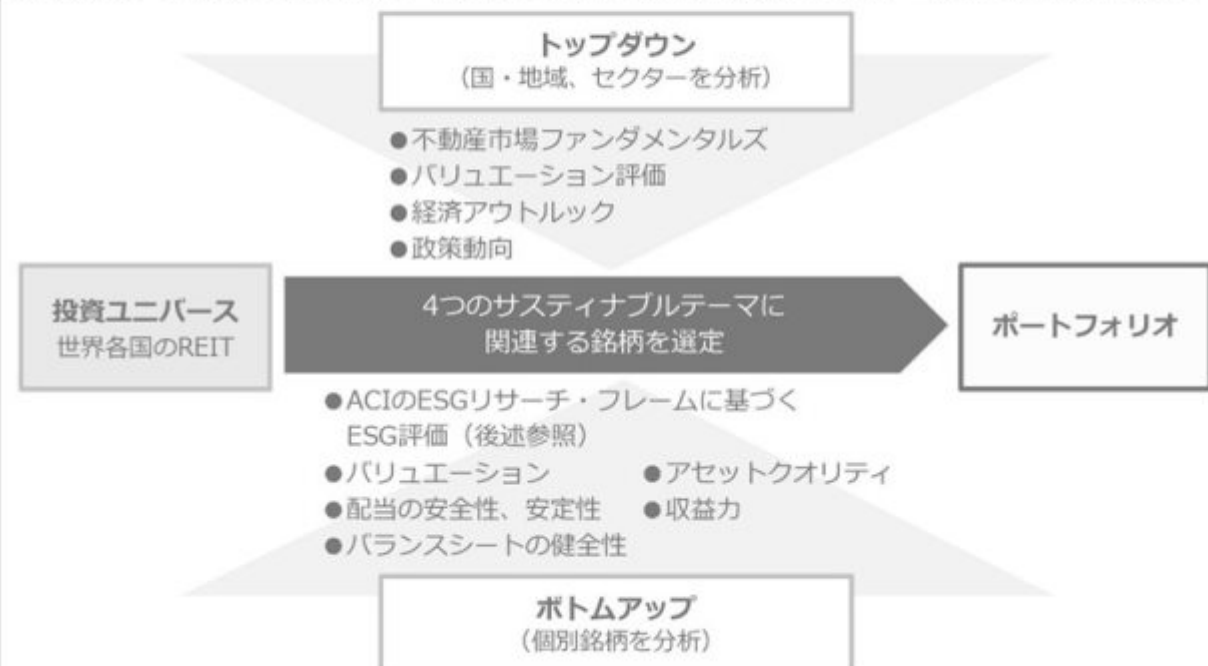 トップダウン
（国・地域、セクターを分析）
●不動産市場ファンダメンタルズ
●バリュエーション評価
●経済アウトルック
●政策動向
投資ユニバース
世界各国のREIT
4つのサスティナブルテーマに
関連する銘柄を選定
ポートフォリオ
●ACIのESGリサーチ・フレームに基づく
ESG評価（後述参照）
●バリュエーション ●アセットクオリティ
●配当の安全性、安定性 ●収益力
●バランスシートの健全性
ボトムアップ
（個別銘柄を分析）